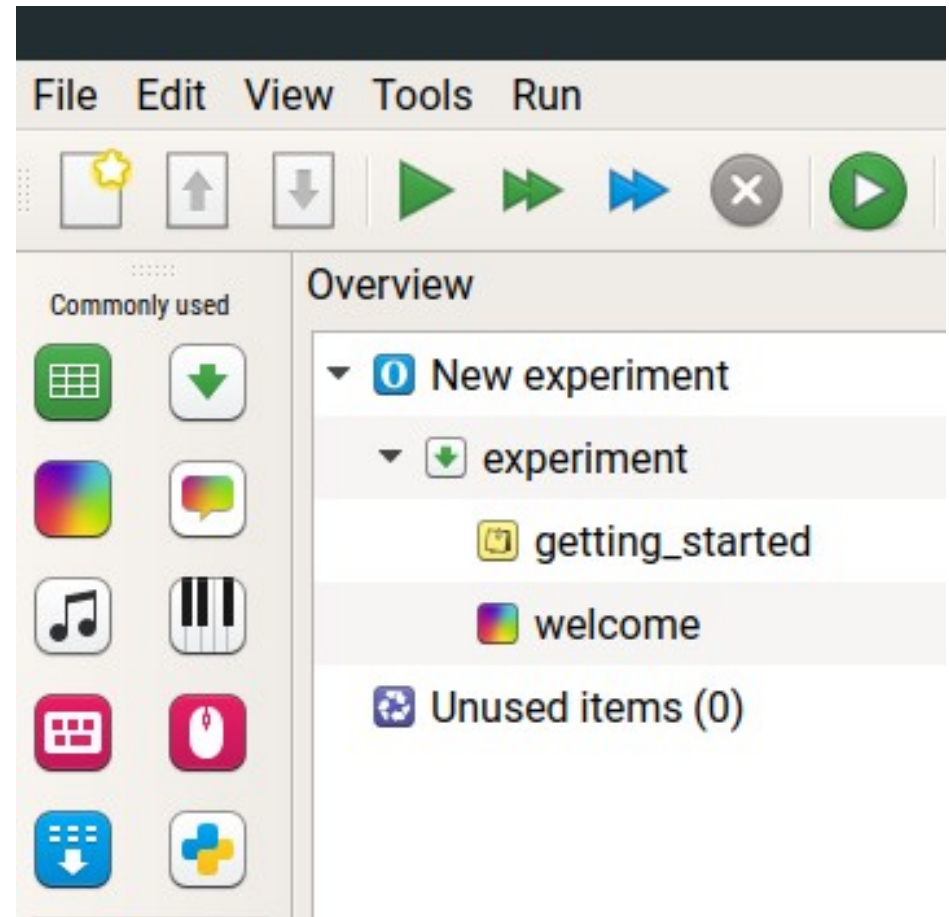 File Edit View Tools Run
Commonly used
Overview
New experiment
experiment
getting_started
welcome
Unused items (0)